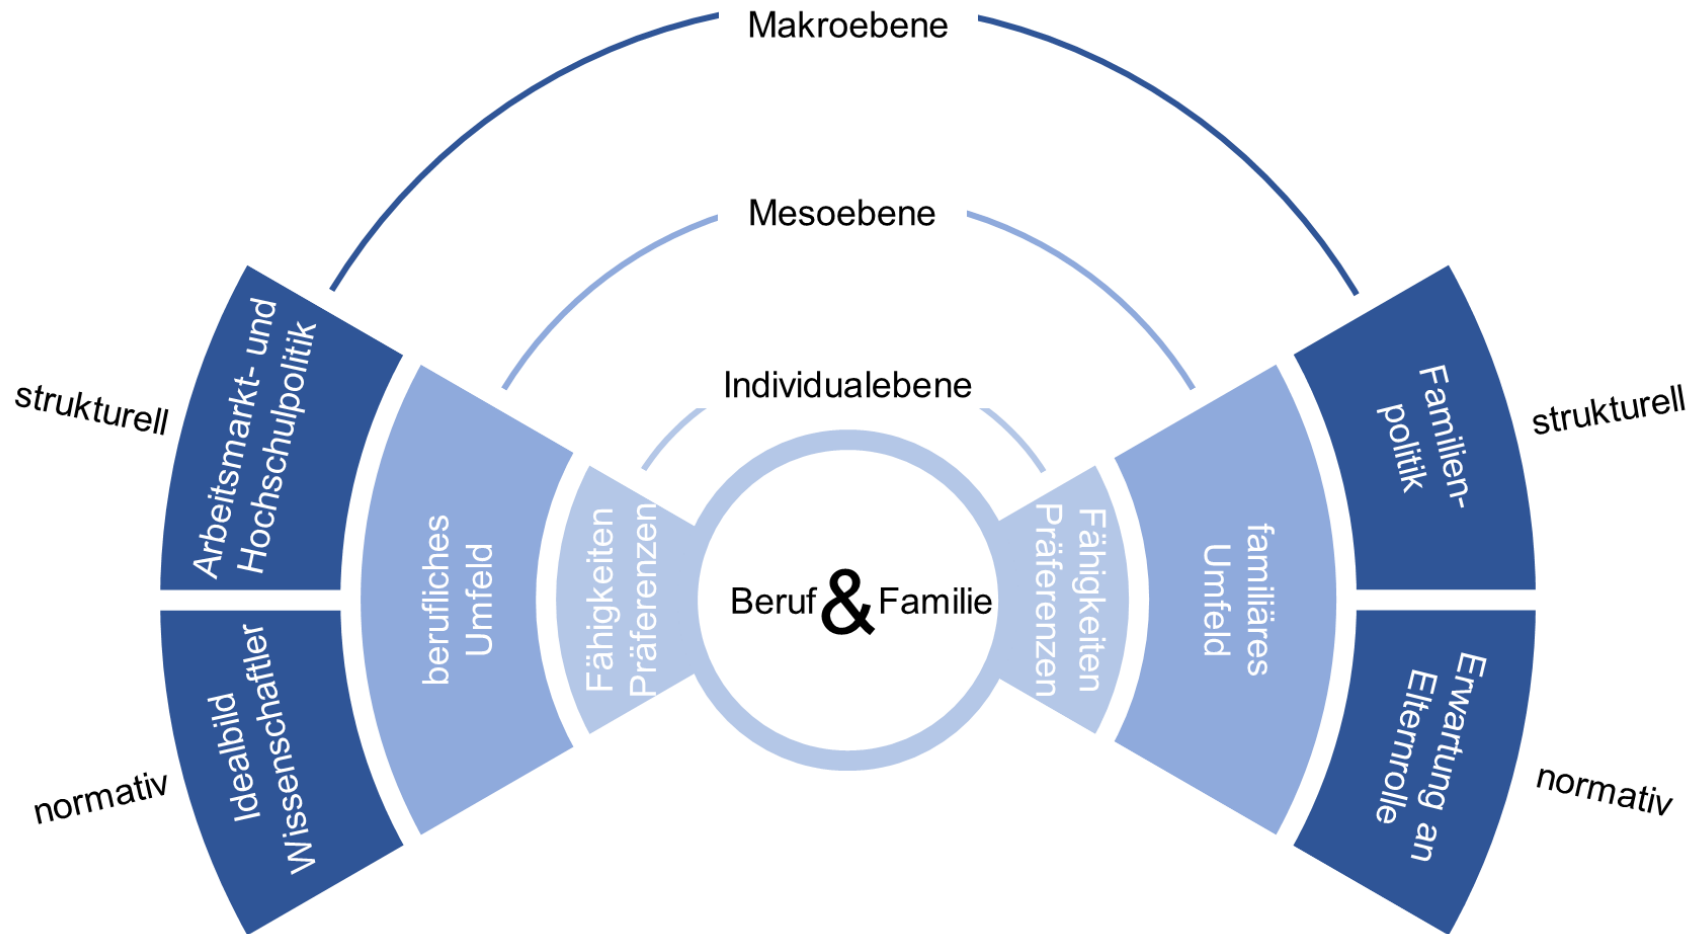 Makroebene
Mesoebene
Individualebene
strukturell
Arbeitsmarkt- und
Hochschulpolitik
normativ
Idealbild
Wissenschaftler
berufliches
Umfeld
Fähigkeiten
Präferenzen
Beruf & Familie
Fähigkeiten
Präferenzen
familiäres
Umfeld
Familien-
politik
strukturell
Erwartung an
Elternrolle
normativ